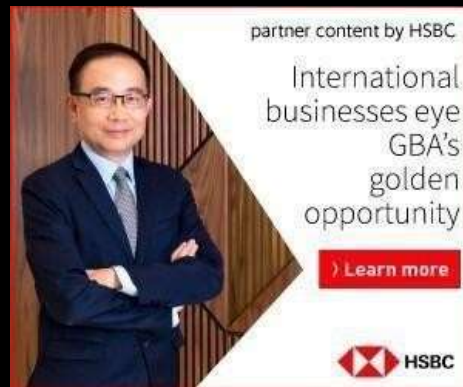 partner content by HSBC
International
businesses eye
GBA's
golden
opportunity
〉Learn more
HSBC